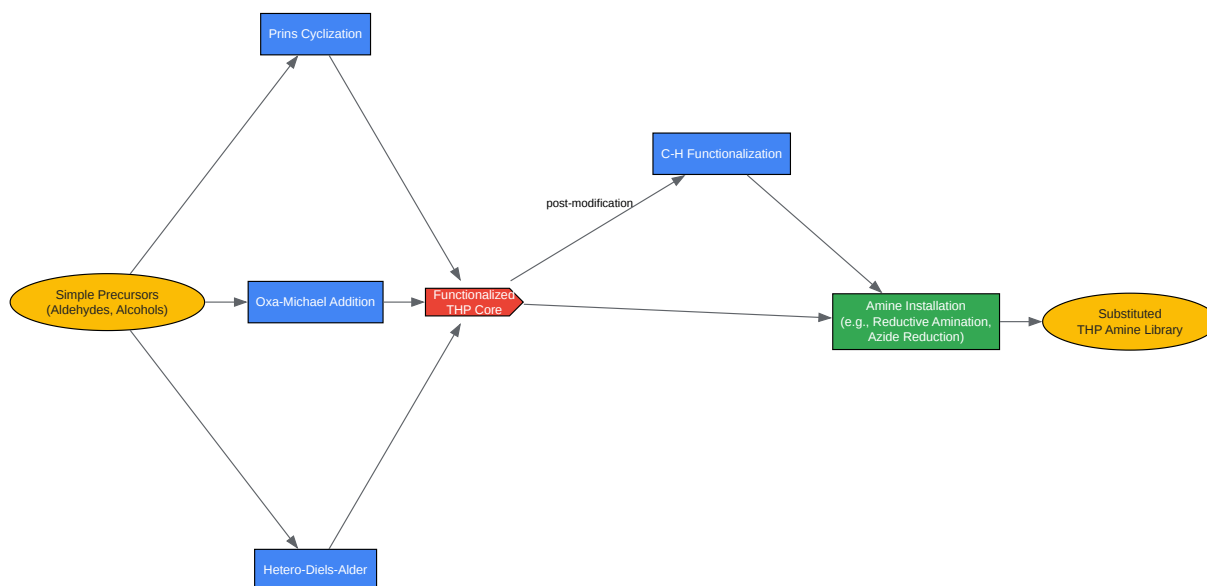 Prins Cyclization
C-H Functionalization
post-modification
Simple Precursors
(Aldehydes, Alcohols)
Oxa-Michael Addition
Functionalized
THP Core
Amine Installation
(e.g., Reductive Amination,
Azide Reduction)
Substituted
THP Amine Library
Hetero-Diels-Alder